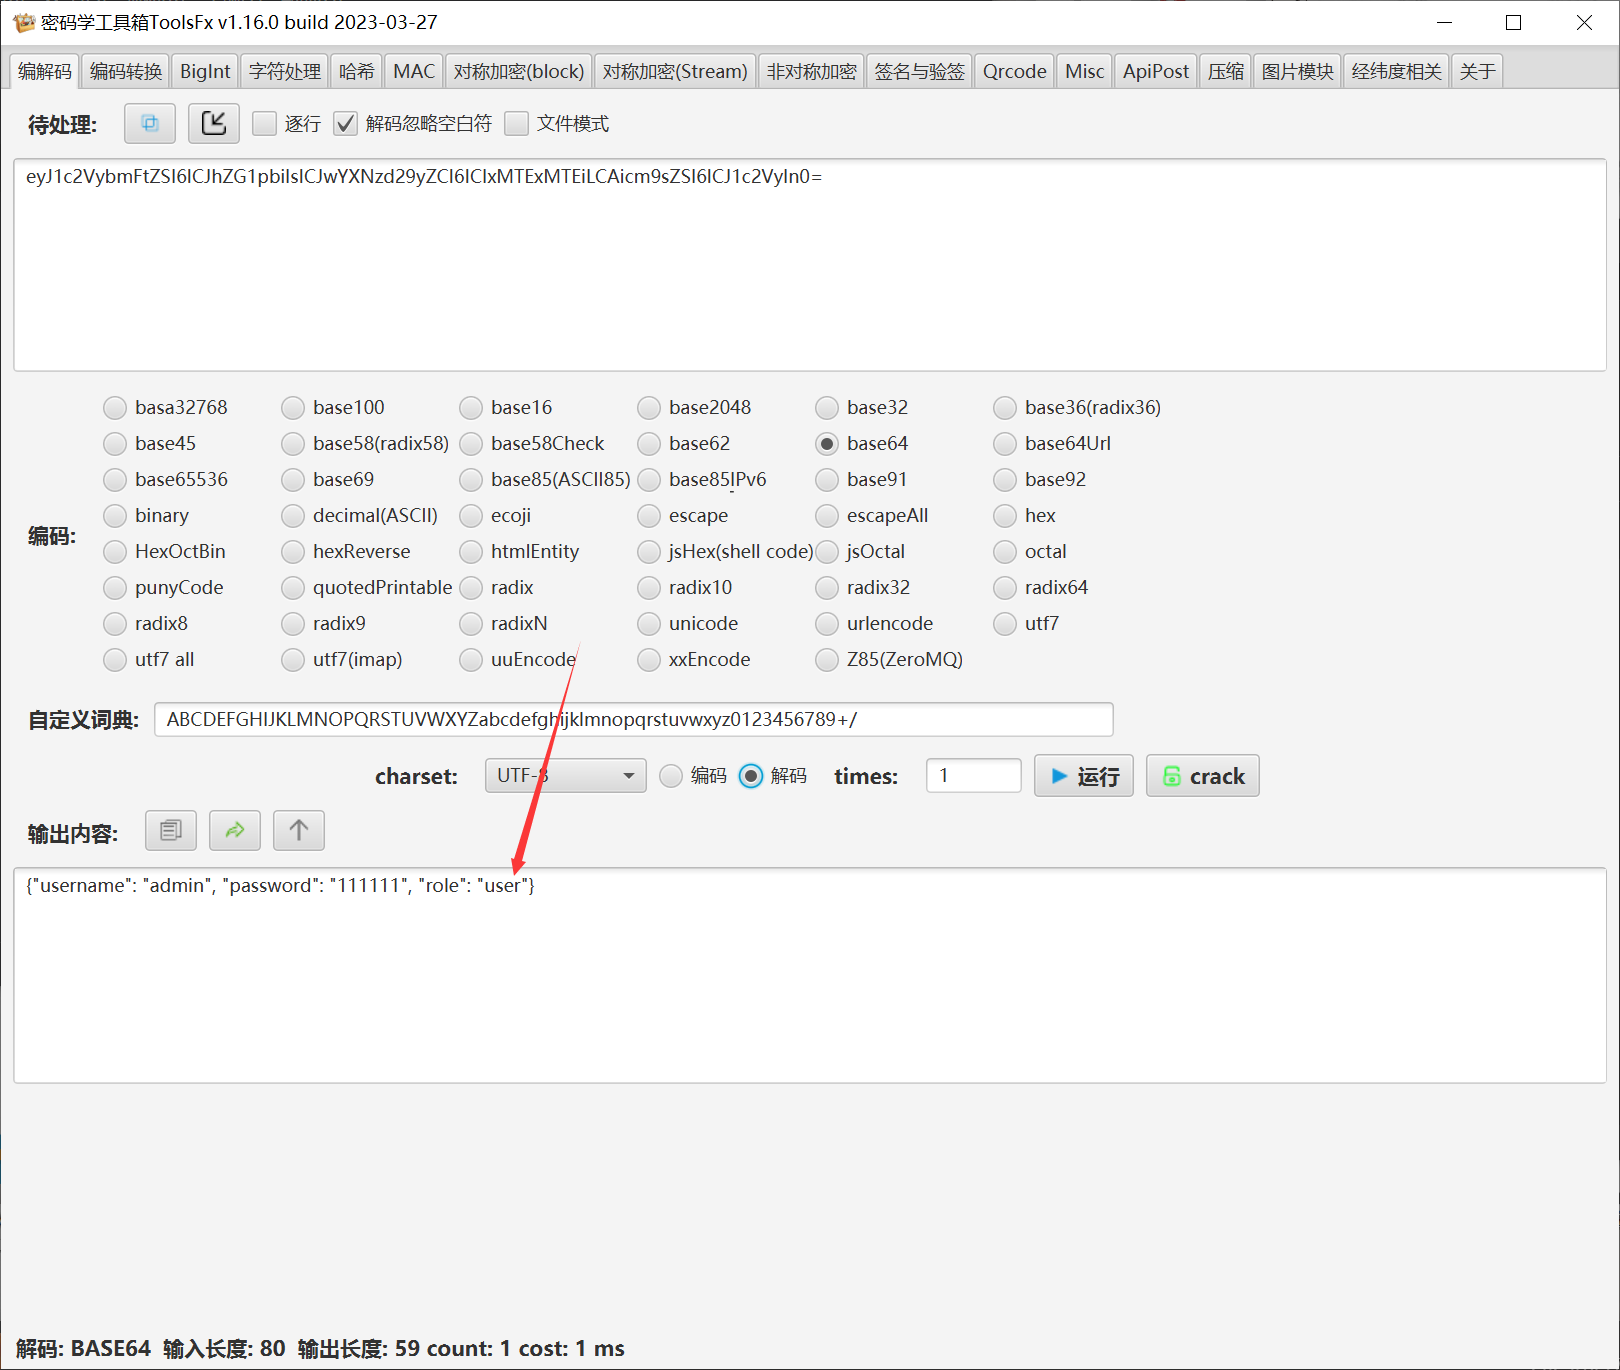 密码学工具箱ToolsFx v1.16.0 build 2023-03-27
编解码 编码转换 BigInt 字符处理 哈希 MAC 对称加密(block) 对称加密(Stream) 非对称加密 签名与验签 Qrcode Misc ApiPost 压缩 图片模块 经纬度相关 关于
待处理: 逐行 解码忽略空白符 文件模式
eyJ1c2VybmFtZSI6ICJhZG1pbiIsICJwYXNzd29yZCI6ICIxMTExMTEiLCAicm9sZSI6ICJ1c2VyIn0=
basa32768 base100 base16 base2048 base32 base36(radix36)
base45 base58(radix58) base58Check base62 base64 base64Url
base65536 base69 base85(ASCII85) base85IPv6 base91 base92
binary decimal(ASCII) ecoji escape escapeAll hex
编码:
HexOctBin hexReverse htmlEntity jsHex(shell code) jsOctal octal
punyCode quotedPrintable radix radix10 radix32 radix64
radix8 radix9 radixN unicode urlencode utf7
utf7 all utf7(imap) uuEncode xxEncode Z85(ZeroMQ)
自定义词典: ABCDEFGHIJKLMNOPQRSTUVWXYZabcdefghijklmnopqrstuvwxyz0123456789+/
charset: UTF-8 编码 解码 times: 1 运行 crack
输出内容:
{"username": "admin", "password": "111111", "role": "user"}
解码: BASE64 输入长度: 80 输出长度: 59 count: 1 cost: 1 ms